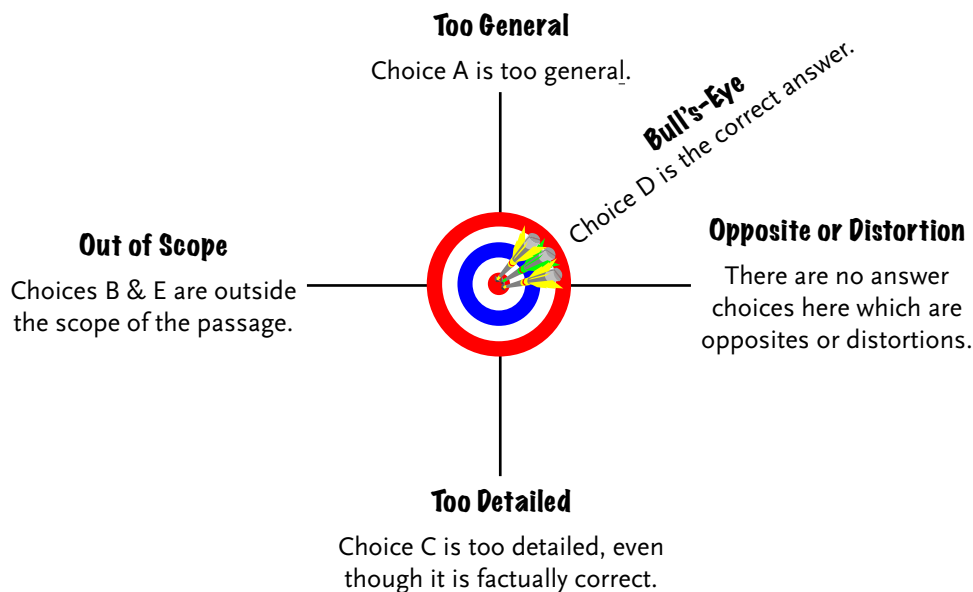 Too General
Choice A is too general.
Bull's-Eye
Choice D is the correct answer.
Out of Scope
Choices B & E are outside
the scope of the passage.
Opposite or Distortion
There are no answer
choices here which are
opposites or distortions.
Too Detailed
Choice C is too detailed, even
though it is factually correct.